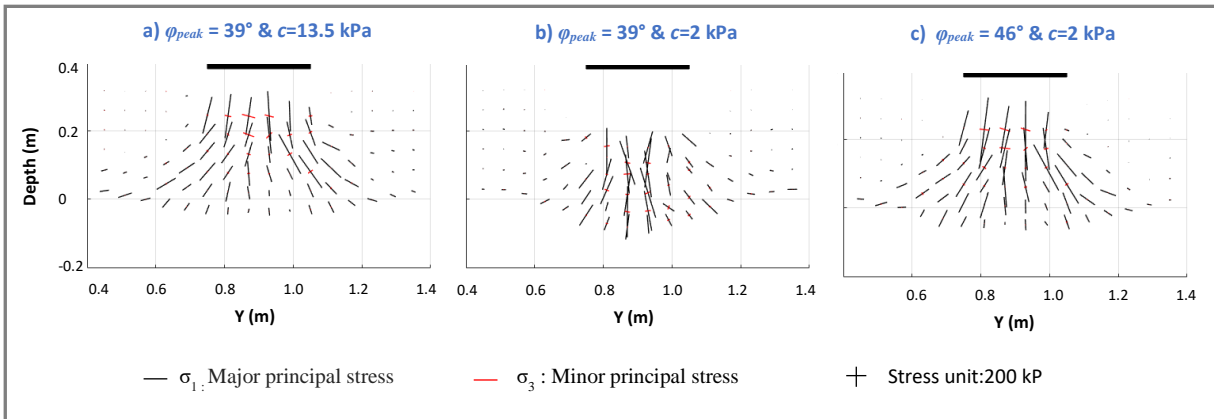 a) φpeak = 39° & c=13.5 kPa
b) φpeak = 39° & c=2 kPa
c) φpeak = 46° & c=2 kPa
0.4
0.2
0
-0.2
Depth (m)
0.4 0.6 0.8 1.0 1.2 1.4
0.4 0.6 0.8 1.0 1.2 1.4
0.6 0.8 1.0 1.2 1.4
Y (m)
Y (m)
Y (m)
σ1 : Major principal stress
σ3 : Minor principal stress
Stress unit:200 kP